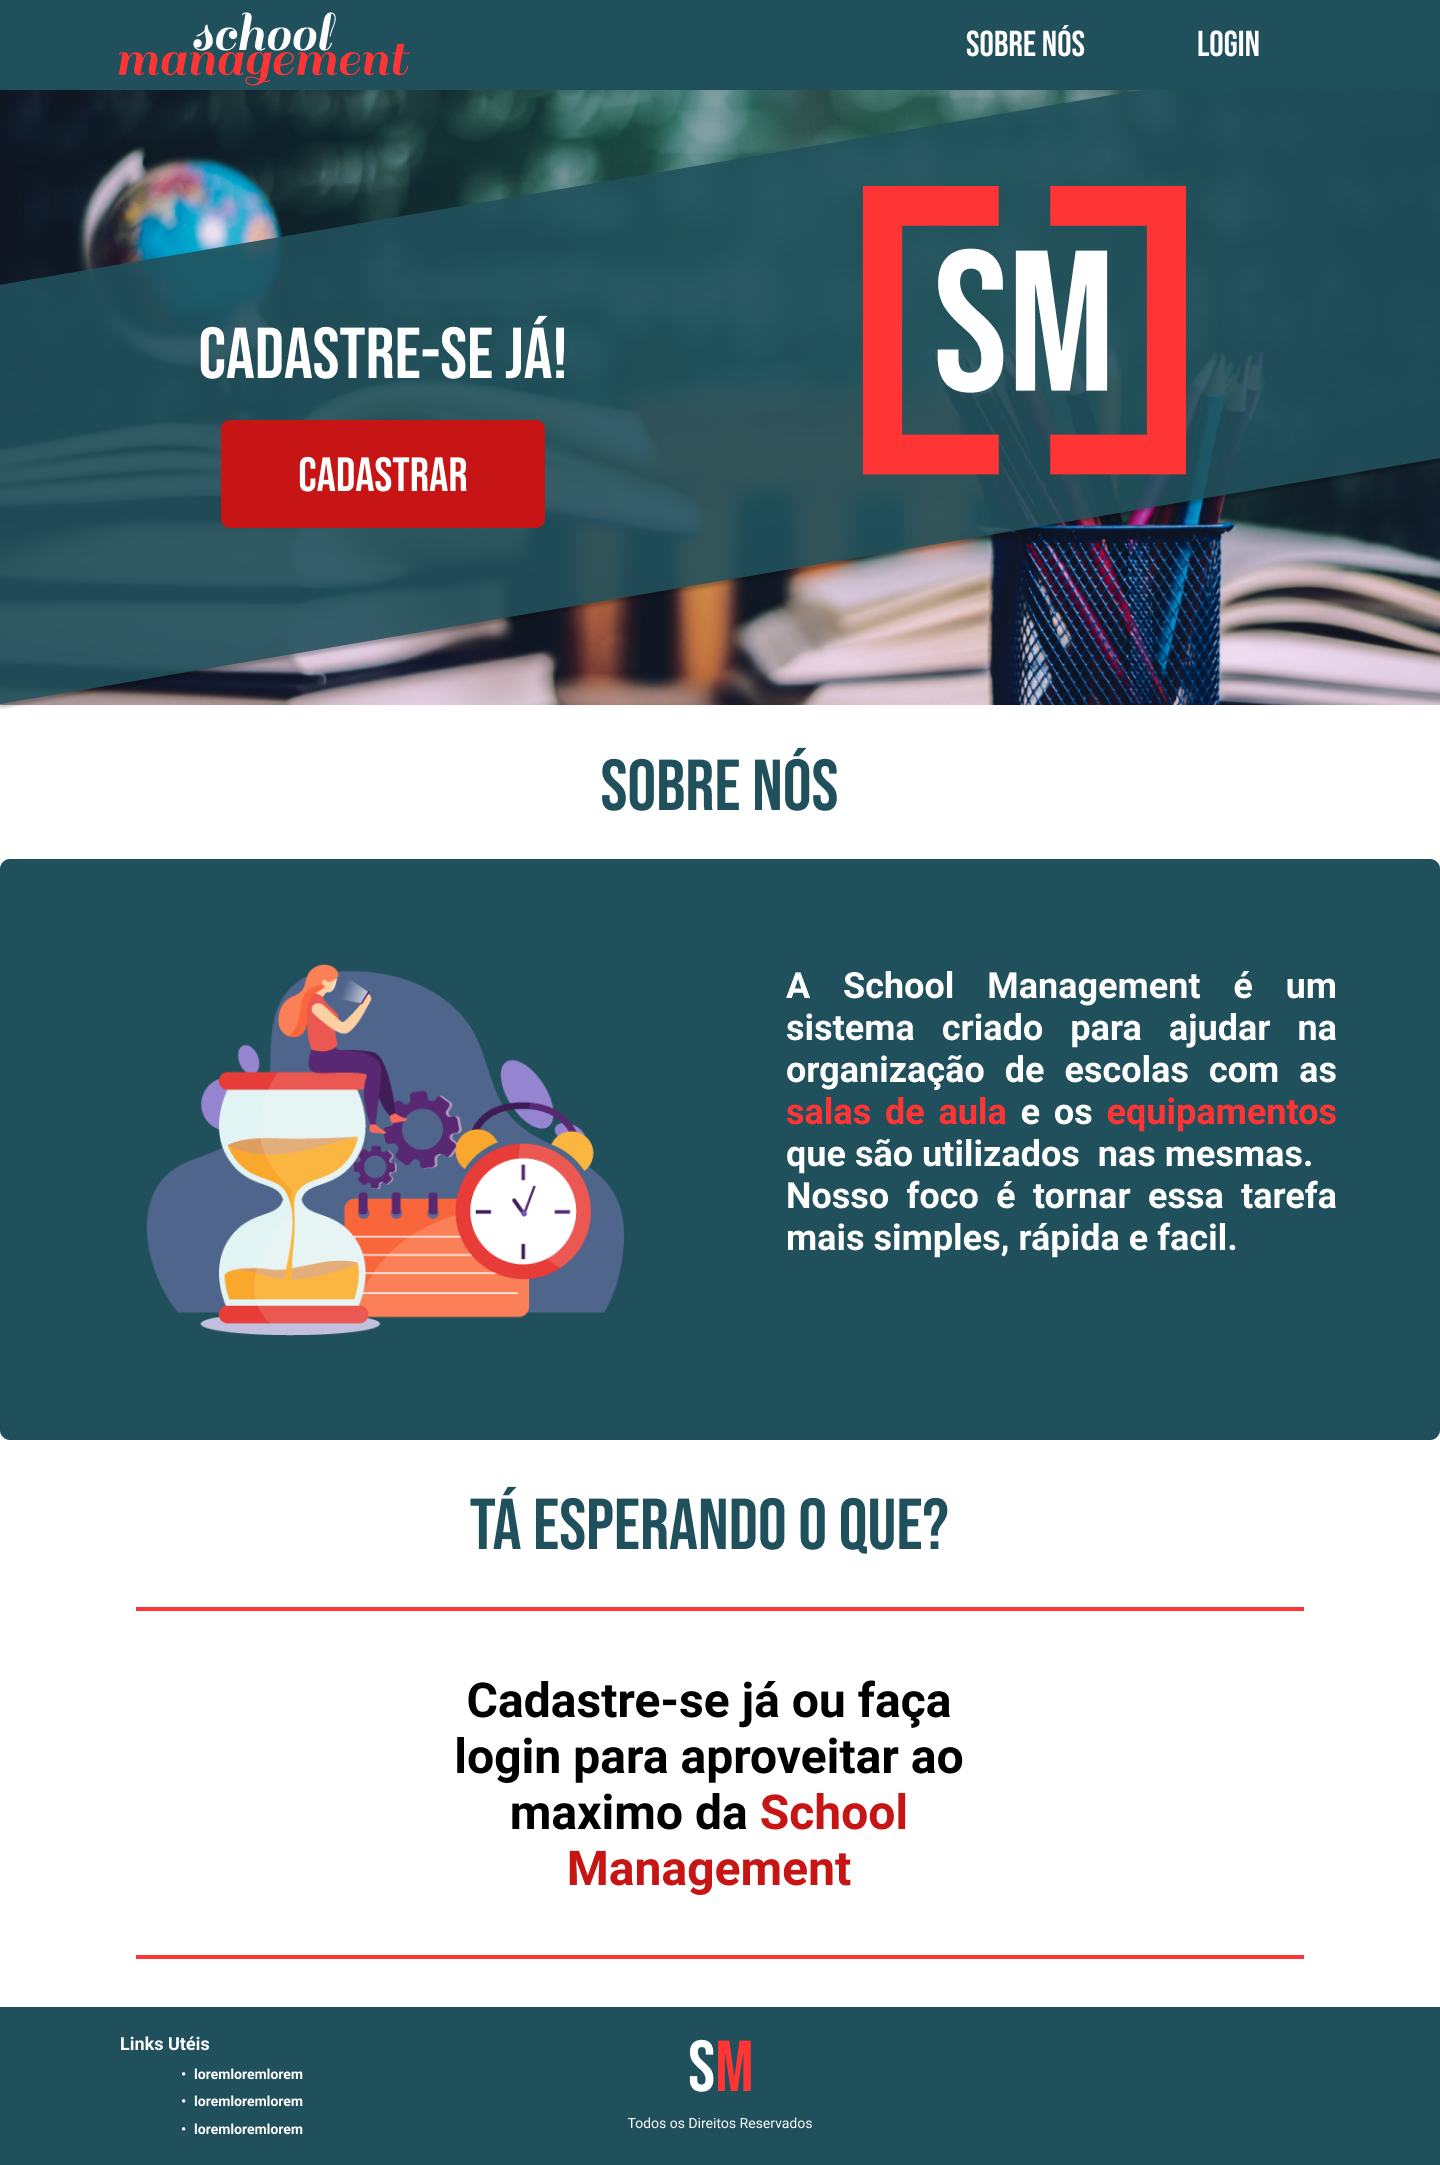 school
management
SOBRE NÓS
LOGIN
CADASTRE-SE JÁ!
CADASTRAR
SM
SOBRE NÓS
A School Management é um
sistema criado para ajudar na
organização de escolas com as
salas de aula e os equipamentos
que são utilizados  nas mesmas.
Nosso foco é tornar essa tarefa
mais simples, rápida e facil.
TÁ ESPERANDO O QUE?
Cadastre-se já ou faça
login para aproveitar ao
maximo da School
Management
Links Utéis
• loremloremlorem
• loremloremlorem
• loremloremlorem
SM
Todos os Direitos Reservados